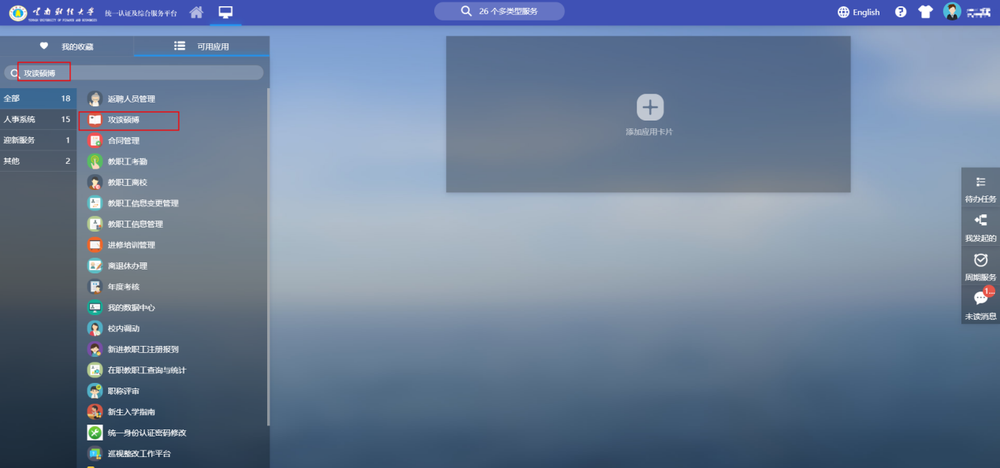 云南财经大学
YUNNAN UNIVERSITY OF FINANCE AND ECONOMICS
统一认证及综合服务平台
26 个多类型服务
English
我的收藏
可用应用
攻读硕博
全部 18
人事系统 15
迎新服务 1
其他 2
返聘人员管理
攻读硕博
合同管理
教职工考勤
教职工离校
教职工信息变更管理
教职工信息管理
进修培训管理
离退休办理
年度考核
我的数据中心
校内调动
新进教职工注册报到
在职教职工查询与统计
职称评审
新生入学指南
统一身份认证密码修改
巡视整改工作平台
添加应用卡片
待办任务
我发起的
周期服务
1...
未读消息